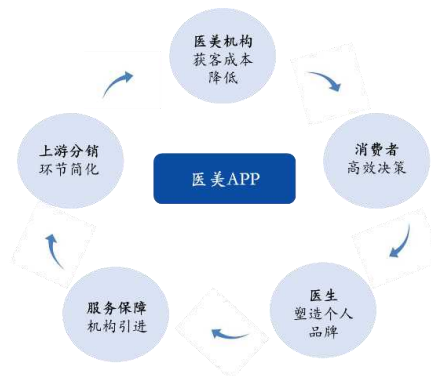 医美机构
获客成本
降低
上游分销
环节简化
消费者
高效决策
医美APP
服务保障
机构引进
医生
塑造个人
品牌